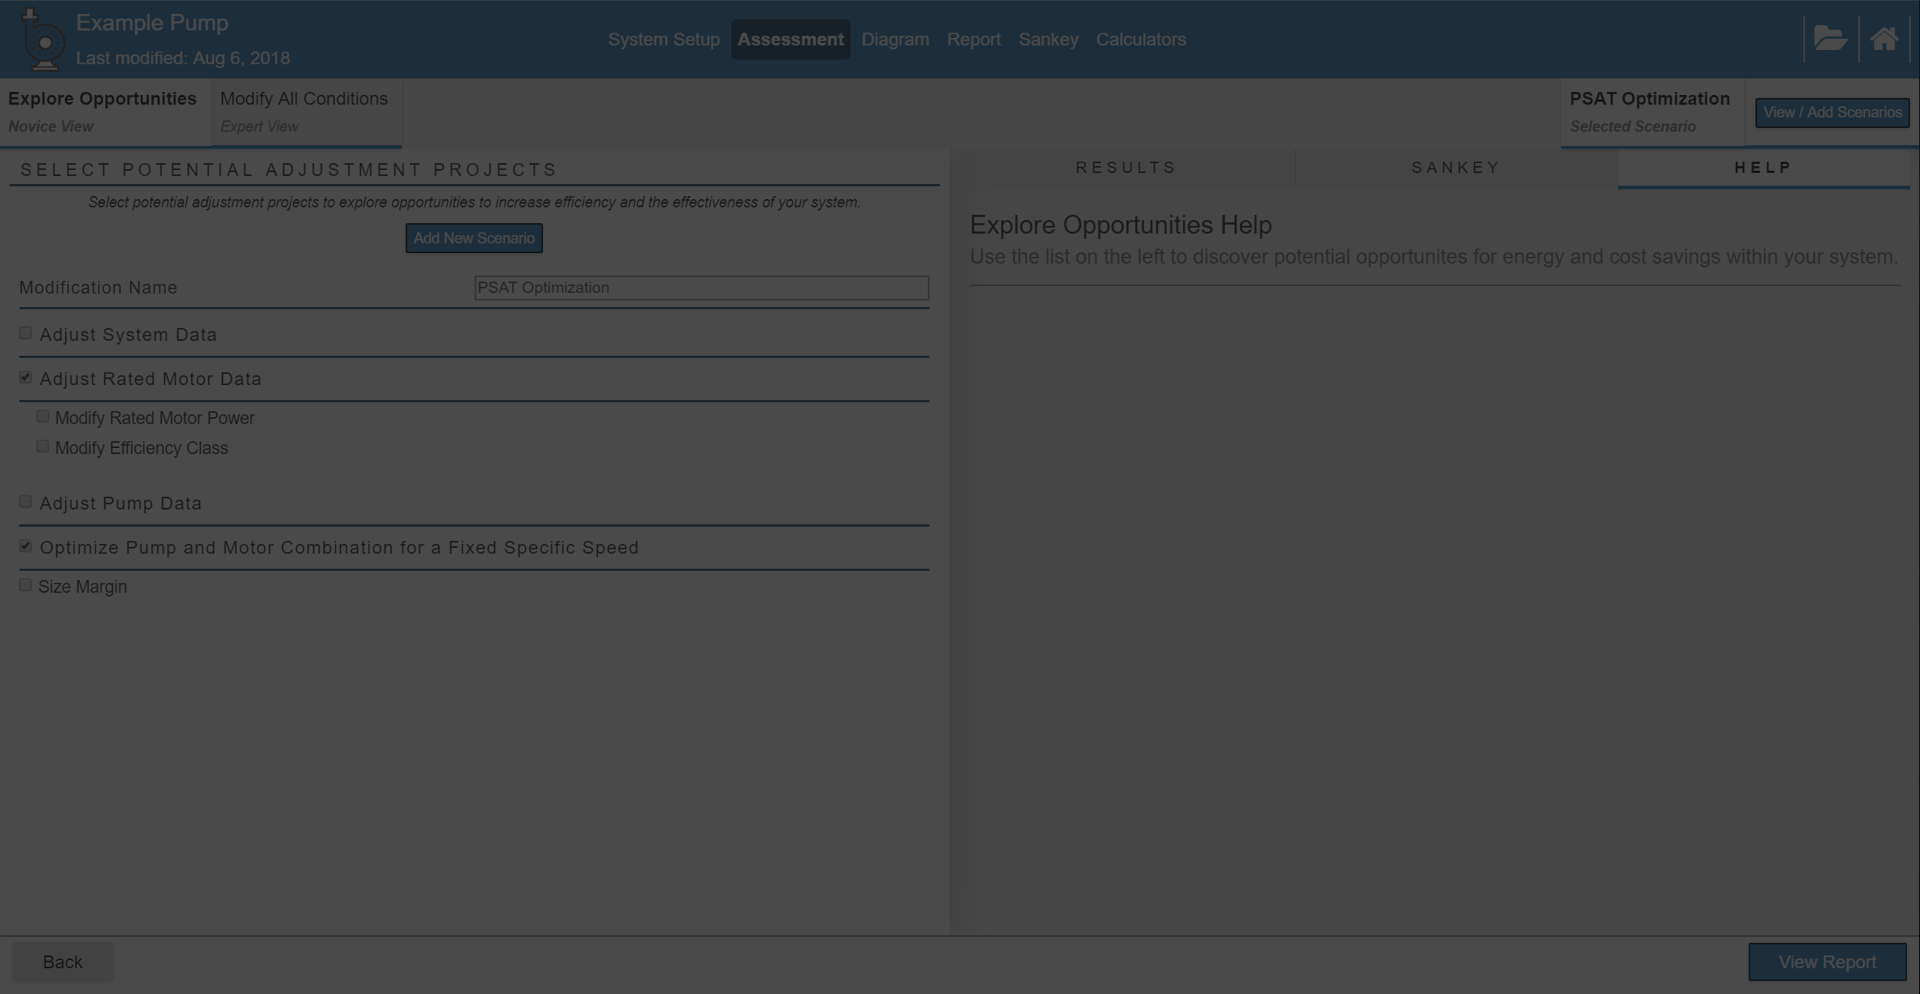 Example Pump
Last modified: Aug 6, 2018
System Setup Assessment Diagram Report Sankey Calculators
Explore Opportunities
Novice View
Modify All Conditions
Expert View
PSAT Optimization
Selected Scenario
View / Add Scenarios
SELECT POTENTIAL ADJUSTMENT PROJECTS
Select potential adjustment projects to explore opportunities to increase efficiency and the effectiveness of your system.
Add New Scenario
Modification Name PSAT Optimization
Adjust System Data
Adjust Rated Motor Data
Modify Rated Motor Power
Modify Efficiency Class
Adjust Pump Data
Optimize Pump and Motor Combination for a Fixed Specific Speed
Size Margin
RESULTS SANKEY HELP
Explore Opportunities Help
Use the list on the left to discover potential opportunites for energy and cost savings within your system.
Back
View Report